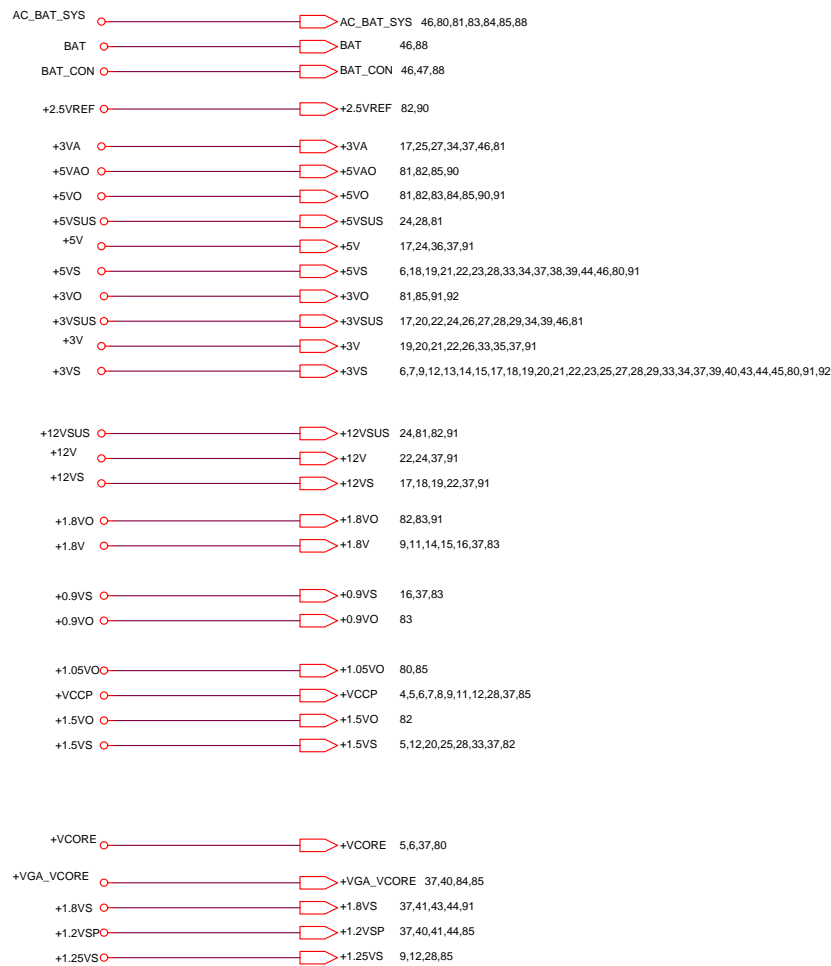 AC_BAT_SYS AC_BAT_SYS 46,80,81,83,84,85,88
BAT BAT 46,88
BAT_CON BAT_CON 46,47,88
+2.5VREF +2.5VREF 82,90
+3VA +3VA 17,25,27,34,37,46,81
+5VAO +5VAO 81,82,85,90
+5VO +5VO 81,82,83,84,85,90,91
+5VSUS +5VSUS 24,28,81
+5V +5V 17,24,36,37,91
+5VS +5VS 6,18,19,21,22,23,28,33,34,37,38,39,44,46,80,91
+3VO +3VO 81,85,91,92
+3VSUS +3VSUS 17,20,22,24,26,27,28,29,34,39,46,81
+3V +3V 19,20,21,22,26,33,35,37,91
+3VS +3VS 6,7,9,12,13,14,15,17,18,19,20,21,22,23,25,27,28,29,33,34,37,39,40,43,44,45,80,91,92
+12VSUS +12VSUS 24,81,82,91
+12V +12V 22,24,37,91
+12VS +12VS 17,18,19,22,37,91
+1.8VO +1.8VO 82,83,91
+1.8V +1.8V 9,11,14,15,16,37,83
+0.9VS +0.9VS 16,37,83
+0.9VO +0.9VO 83
+1.05VO +1.05VO 80,85
+VCCP +VCCP 4,5,6,7,8,9,11,12,28,37,85
+1.5VO +1.5VO 82
+1.5VS +1.5VS 5,12,20,25,28,33,37,82
+VCORE +VCORE 5,6,37,80
+VGA_VCORE +VGA_VCORE 37,40,84,85
+1.8VS +1.8VS 37,41,43,44,91
+1.2VSP +1.2VSP 37,40,41,44,85
+1.25VS +1.25VS 9,12,28,85